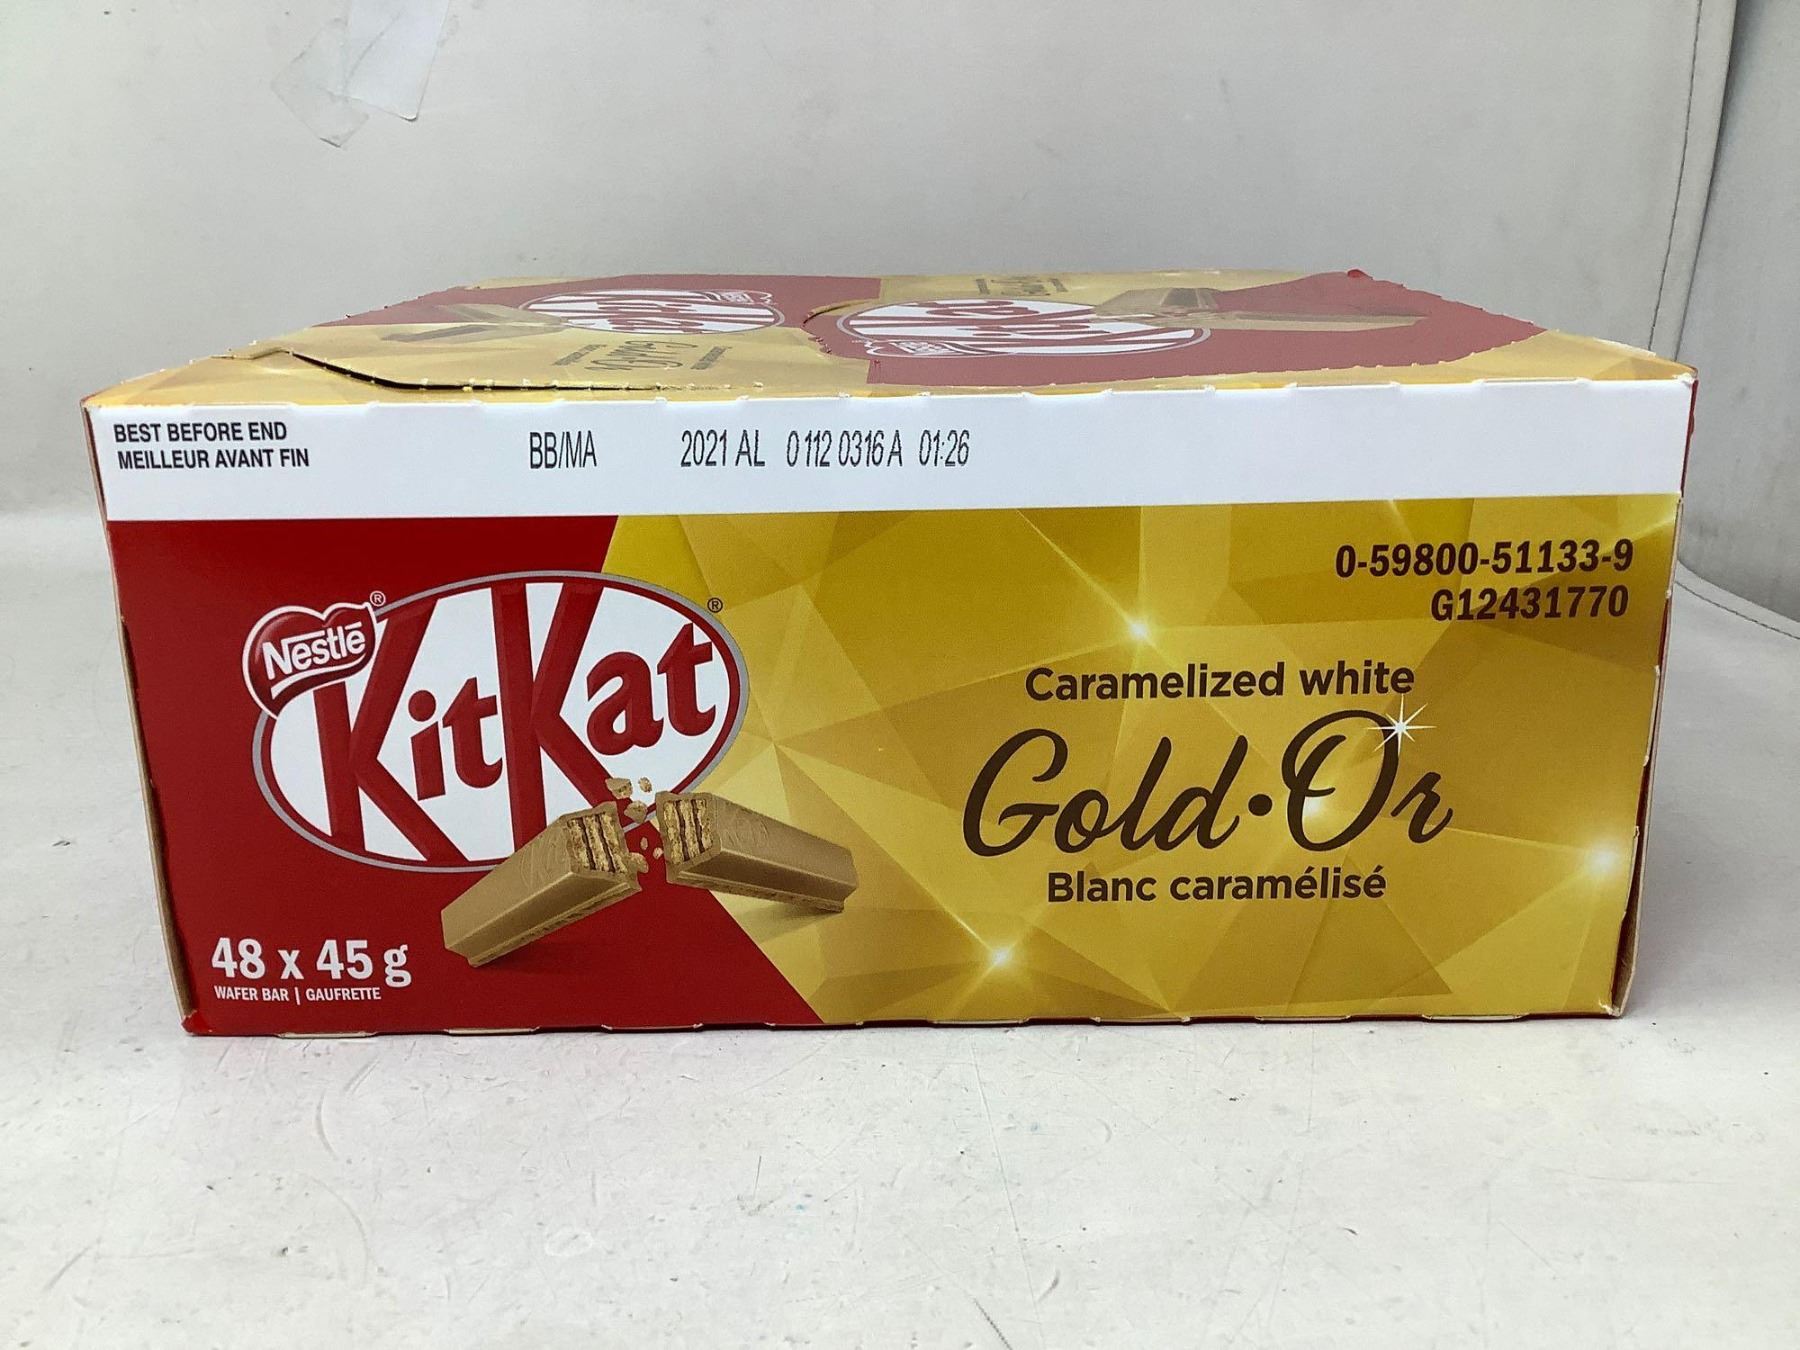 BEST BEFORE END
MEILLEUR AVANT FIN
BB/MA 2021 AL 0112 0316 A 01:26
0-59800-51133-9
G12431770
Nestlé®
KitKat®
Caramelized white
Gold·Or
Blanc caramélisé
48 x 45 g
WAFER BAR | GAUFRETTE